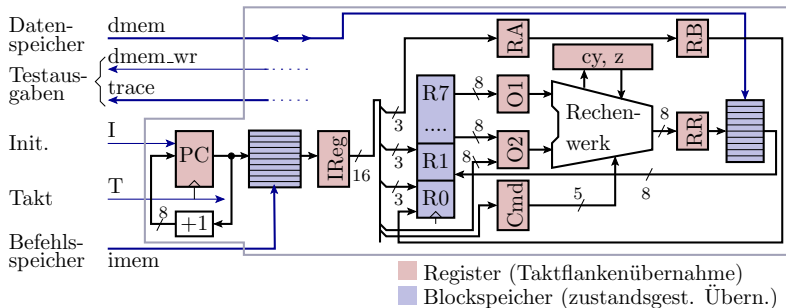 Daten-
speicher
dmem
Testaus-
gaben
dmem_wr
trace
Init.
I
Takt
T
Befehls-
speicher
imem
PC
+1
8
IReg
16
3
3
3
R7
....
R1
R0
8
8
8
RA
O1
O2
Cmd
5
cy, z
Rechen-
werk
8
8
RB
RR
Register (Taktflankenübernahme)
Blockspeicher (zustandsgest. Übern.)